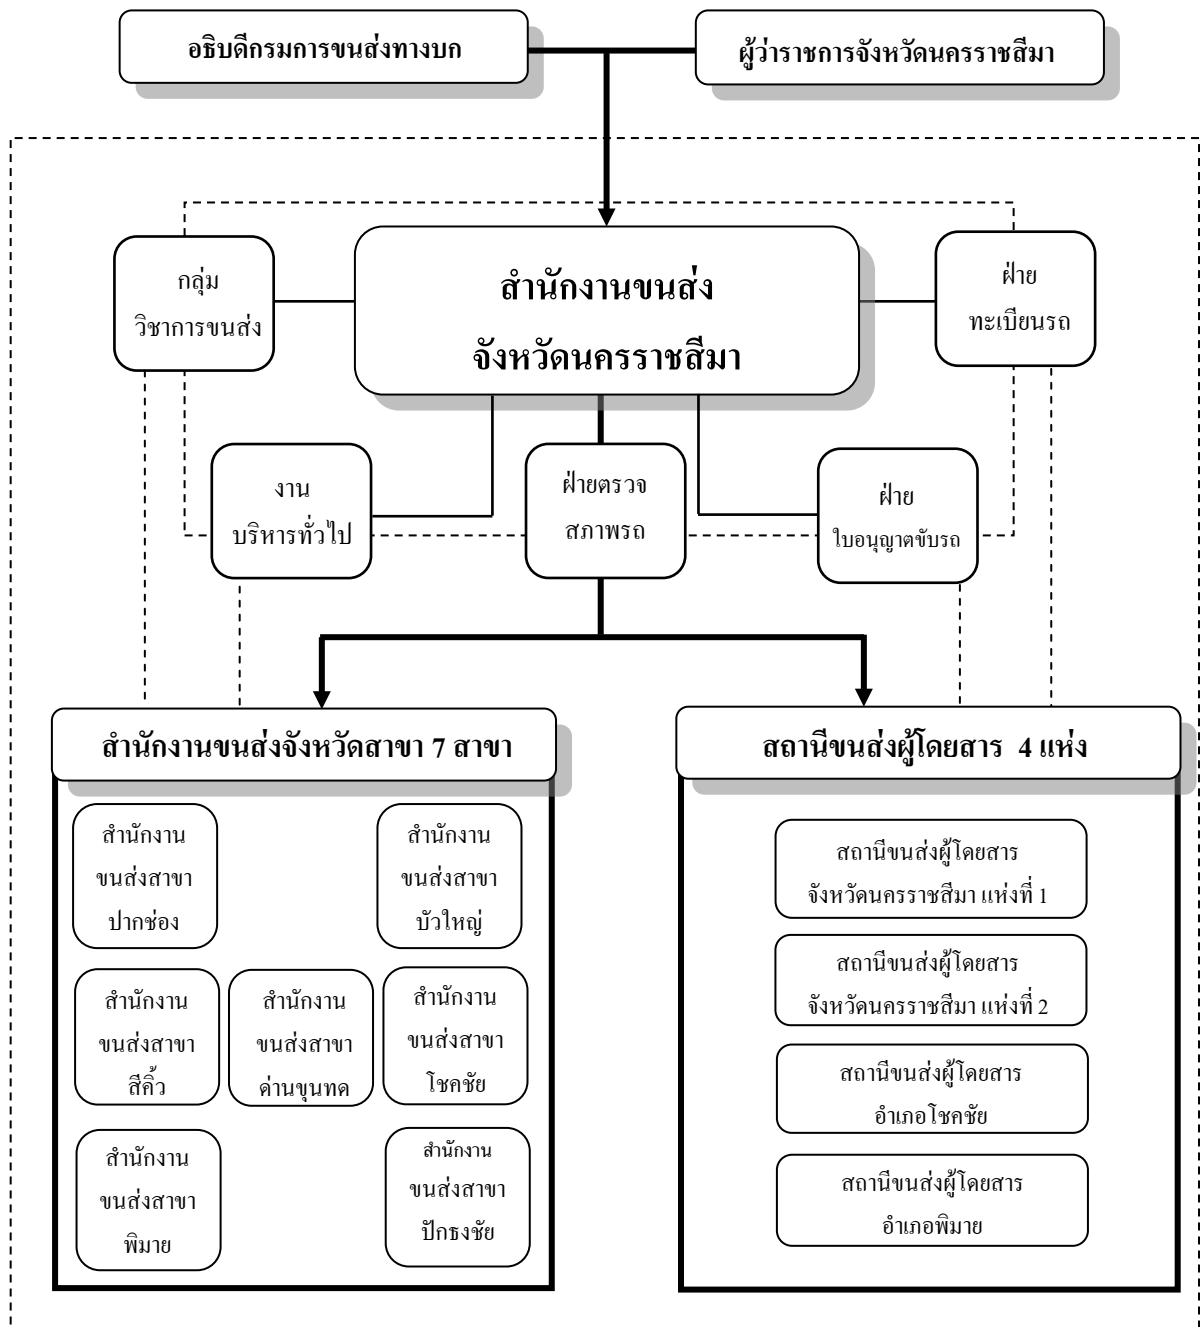 อธิบดีกรมการขนส่งทางบก
ผู้ว่าราชการจังหวัดนครราชสีมา
สำนักงานขนส่ง
จังหวัดนครราชสีมา
กลุ่ม
วิชาการขนส่ง
ฝ่าย
ทะเบียนรถ
งาน
บริหารทั่วไป
ฝ่ายตรวจ
สภาพรถ
ฝ่าย
ใบอนุญาตขับรถ
สำนักงานขนส่งจังหวัดสาขา 7 สาขา
สำนักงาน
ขนส่งสาขา
ปากช่อง
สำนักงาน
ขนส่งสาขา
บัวใหญ่
สำนักงาน
ขนส่งสาขา
สีคิ้ว
สำนักงาน
ขนส่งสาขา
ด่านขุนทด
สำนักงาน
ขนส่งสาขา
โชคชัย
สำนักงาน
ขนส่งสาขา
พิมาย
สำนักงาน
ขนส่งสาขา
ปักธงชัย
สถานีขนส่งผู้โดยสาร 4 แห่ง
สถานีขนส่งผู้โดยสาร
จังหวัดนครราชสีมา แห่งที่ 1
สถานีขนส่งผู้โดยสาร
จังหวัดนครราชสีมา แห่งที่ 2
สถานีขนส่งผู้โดยสาร
อำเภอโชคชัย
สถานีขนส่งผู้โดยสาร
อำเภอพิมาย